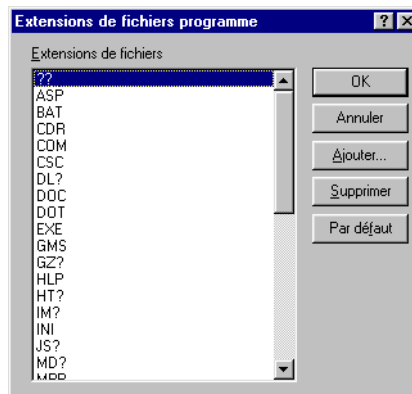 Extensions de fichiers programme
Extensions de fichiers
??
ASP
BAT
CDR
COM
CSC
DL?
DOC
DOT
EXE
GMS
GZ?
HLP
HT?
IM?
INI
JS?
MD?
OK
Annuler
Ajouter...
Supprimer
Par défaut